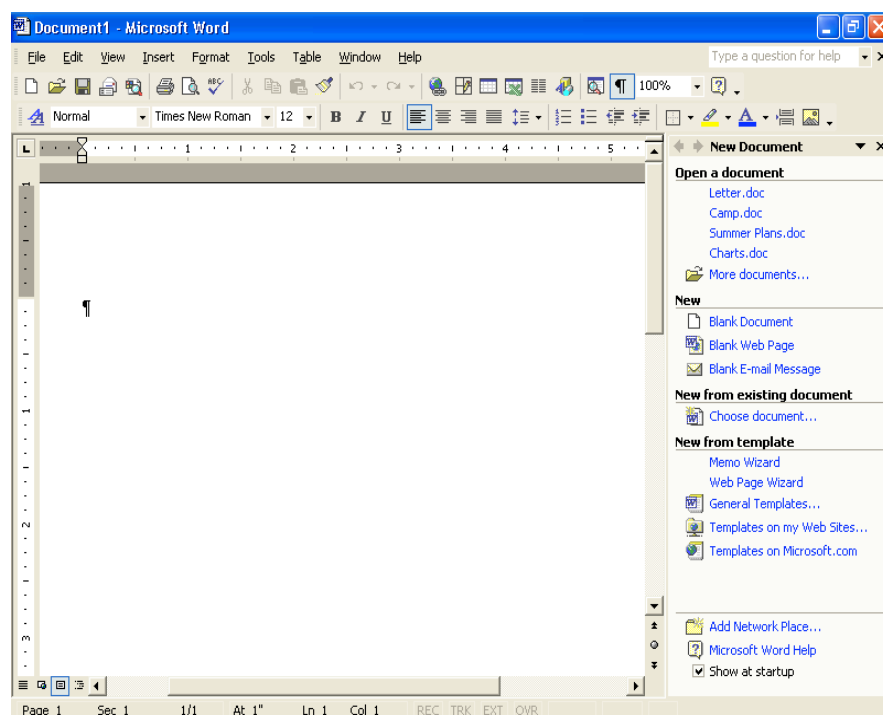 Document1 - Microsoft Word
File Edit View Insert Format Tools Table Window Help Type a question for help
100%
Normal Times New Roman 12 B I U
1 2 3 4 5
New Document
Open a document
Letter.doc
Camp.doc
Summer Plans.doc
Charts.doc
More documents...
New
Blank Document
Blank Web Page
Blank E-mail Message
New from existing document
Choose document...
New from template
Memo Wizard
Web Page Wizard
General Templates...
Templates on my Web Sites...
Templates on Microsoft.com
Add Network Place...
Microsoft Word Help
Show at startup
¶
1
1
2
3
Page 1 Sec 1 1/1 At 1" Ln 1 Col 1 REC TRK EXT OVR